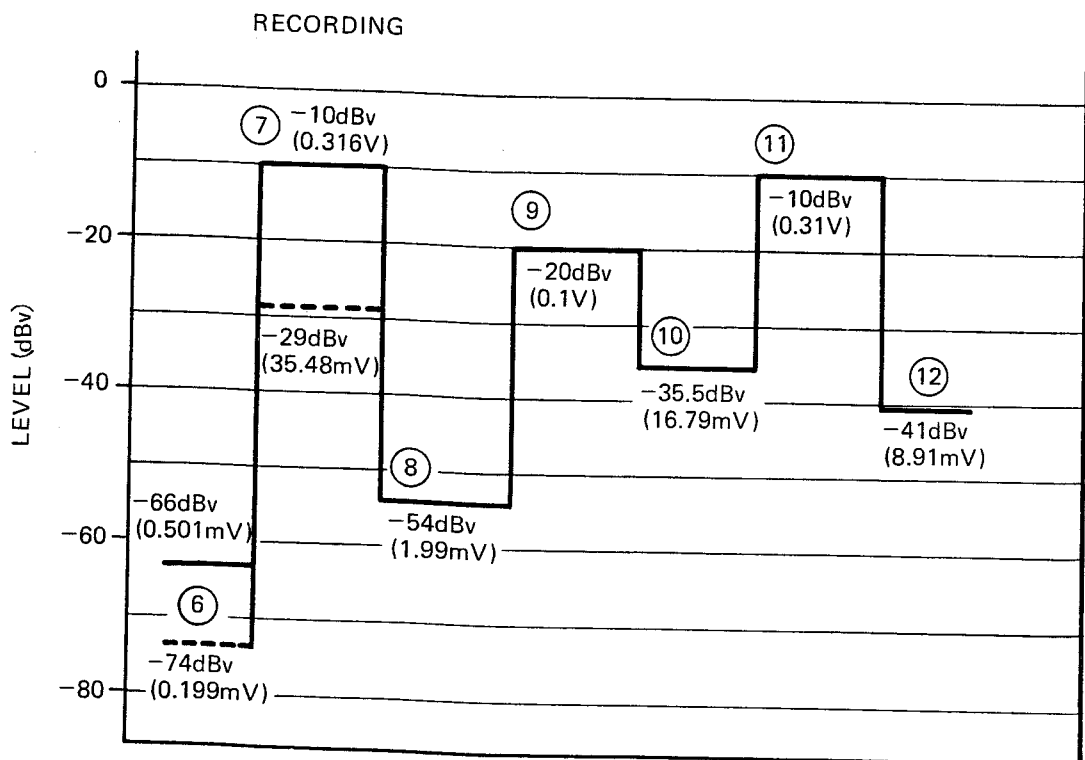 RECORDING
0
−20
−40
−60
−80
LEVEL (dBv)
⑦ −10dBv
(0.316V)
−29dBv
(35.48mV)
−66dBv
(0.501mV)
⑥
−74dBv
(0.199mV)
⑧
−54dBv
(1.99mV)
⑨
−20dBv
(0.1V)
⑩
−35.5dBv
(16.79mV)
⑪
−10dBv
(0.31V)
⑫
−41dBv
(8.91mV)